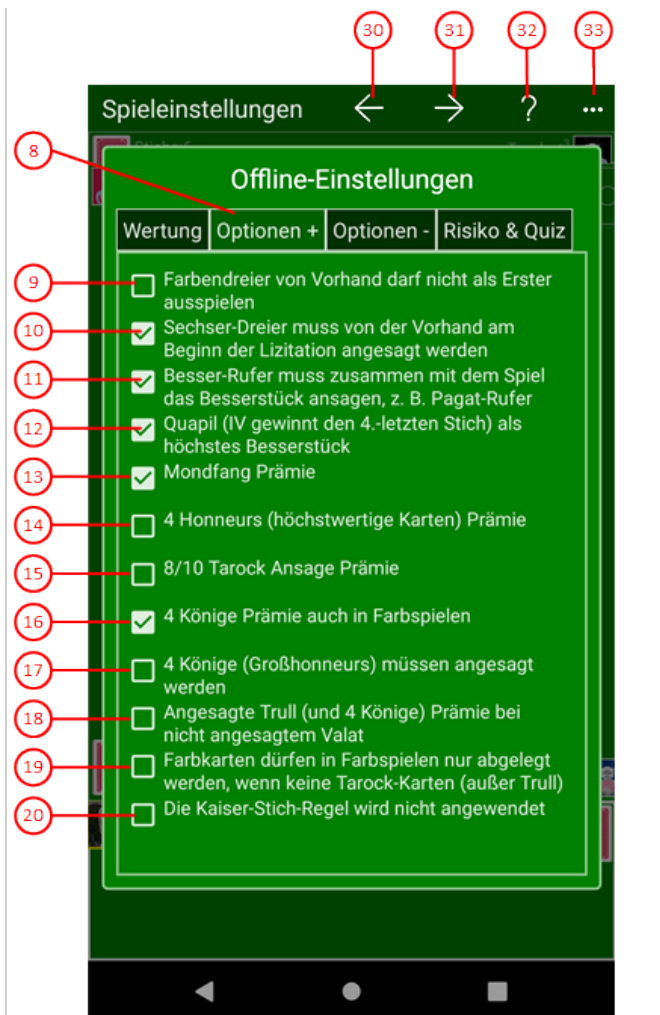 30 31 32 33
Spieleinstellungen ?
8
Offline-Einstellungen
Wertung Optionen + Optionen - Risiko & Quiz
9 Farbendreier von Vorhand darf nicht als Erster
ausspielen
10 Sechser-Dreier muss von der Vorhand am
Beginn der Lizitation angesagt werden
11 Besser-Rufer muss zusammen mit dem Spiel
das Besserstück ansagen, z. B. Pagat-Rufer
12 Quapil (IV gewinnt den 4.-letzten Stich) als
höchstes Besserstück
13 Mondfang Prämie
14 4 Honneurs (höchstwertige Karten) Prämie
15 8/10 Tarock Ansage Prämie
16 4 Könige Prämie auch in Farbspielen
17 4 Könige (Großhonneurs) müssen angesagt
werden
18 Angesagte Trull (und 4 Könige) Prämie bei
nicht angesagtem Valat
19 Farbkarten dürfen in Farbspielen nur abgelegt
werden, wenn keine Tarock-Karten (außer Trull)
20 Die Kaiser-Stich-Regel wird nicht angewendet